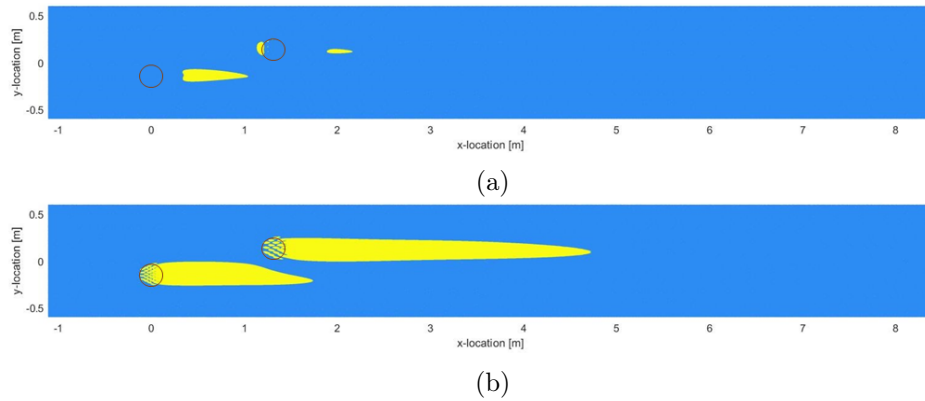 0.5
0
-0.5
y-location [m]
-1 0 1 2 3 4 5 6 7 8
x-location [m]
(a)
0.5
0
-0.5
y-location [m]
-1 0 1 2 3 4 5 6 7 8
x-location [m]
(b)